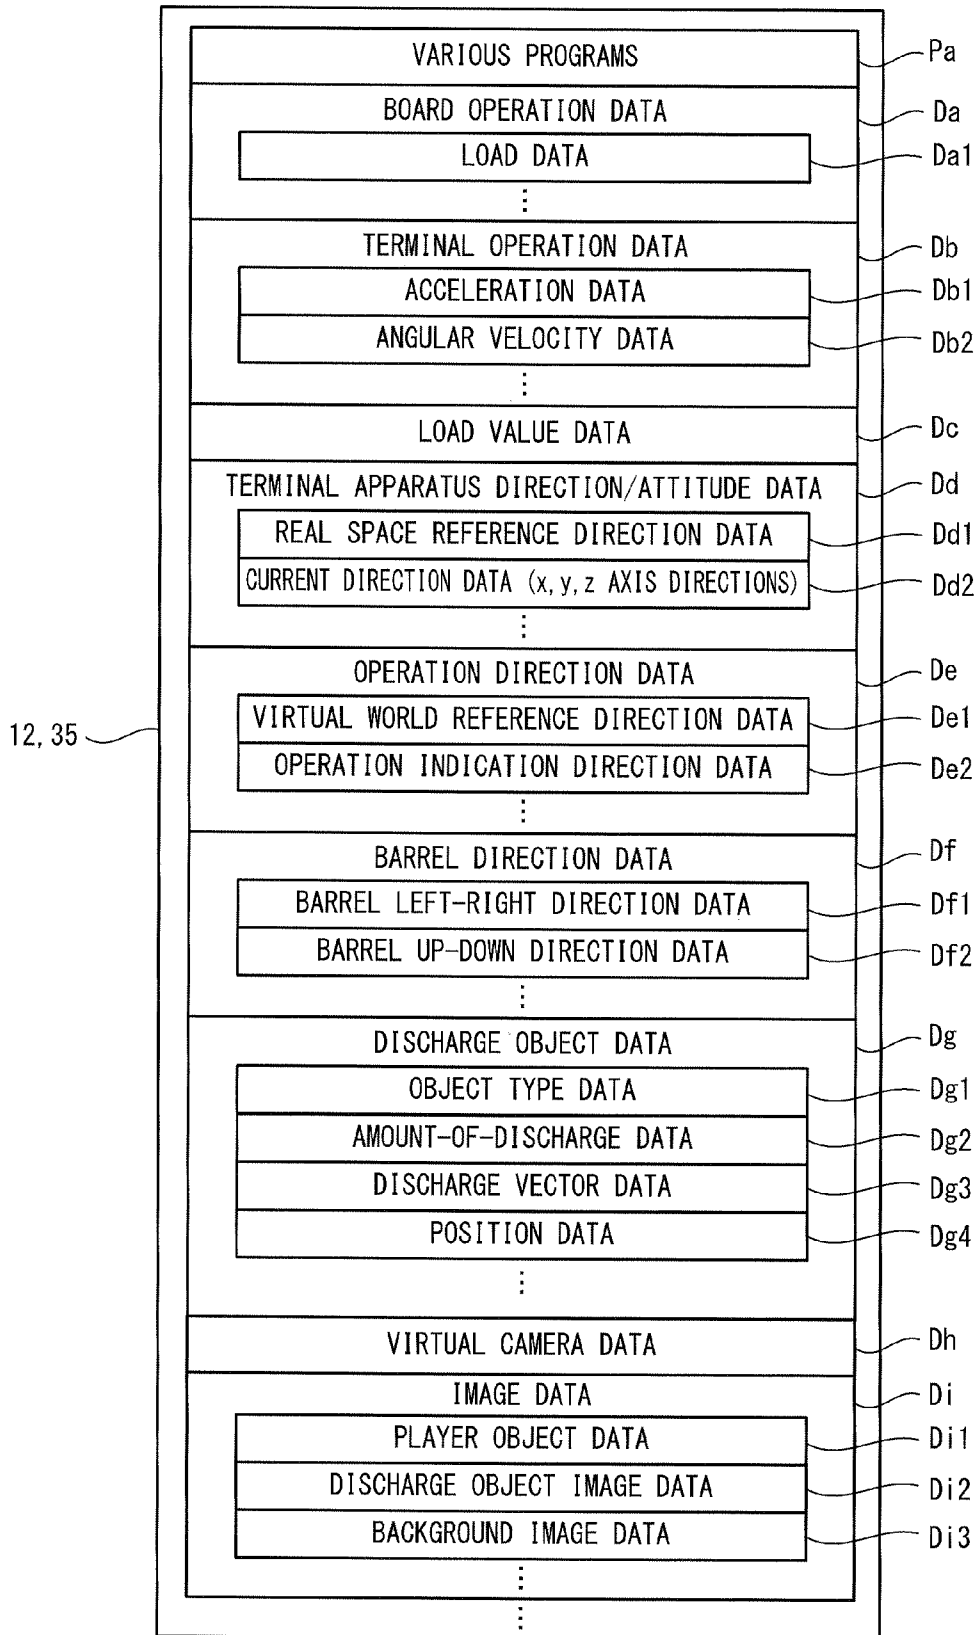 VARIOUS PROGRAMS Pa
BOARD OPERATION DATA Da
LOAD DATA Da1
TERMINAL OPERATION DATA Db
ACCELERATION DATA Db1
ANGULAR VELOCITY DATA Db2
LOAD VALUE DATA Dc
TERMINAL APPARATUS DIRECTION/ATTITUDE DATA Dd
REAL SPACE REFERENCE DIRECTION DATA Dd1
CURRENT DIRECTION DATA (x, y, z AXIS DIRECTIONS) Dd2
OPERATION DIRECTION DATA De
VIRTUAL WORLD REFERENCE DIRECTION DATA De1
12, 35
OPERATION INDICATION DIRECTION DATA De2
BARREL DIRECTION DATA Df
BARREL LEFT-RIGHT DIRECTION DATA Df1
BARREL UP-DOWN DIRECTION DATA Df2
DISCHARGE OBJECT DATA Dg
OBJECT TYPE DATA Dg1
AMOUNT-OF-DISCHARGE DATA Dg2
DISCHARGE VECTOR DATA Dg3
POSITION DATA Dg4
VIRTUAL CAMERA DATA Dh
IMAGE DATA Di
PLAYER OBJECT DATA Di1
DISCHARGE OBJECT IMAGE DATA Di2
BACKGROUND IMAGE DATA Di3